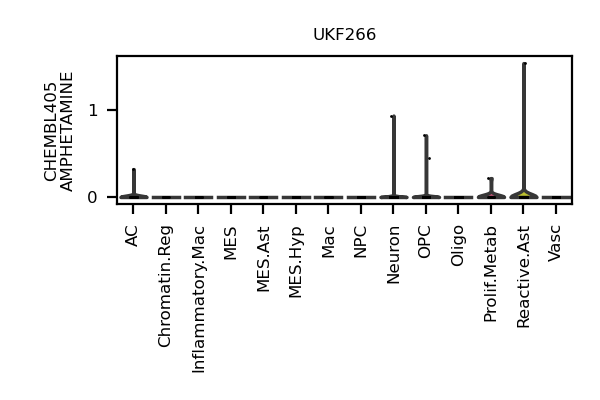 UKF266
CHEMBL405
AMPHETAMINE
1
0
AC
Chromatin.Reg
Inflammatory.Mac
MES
MES.Ast
MES.Hyp
Mac
NPC
Neuron
OPC
Oligo
Prolif.Metab
Reactive.Ast
Vasc